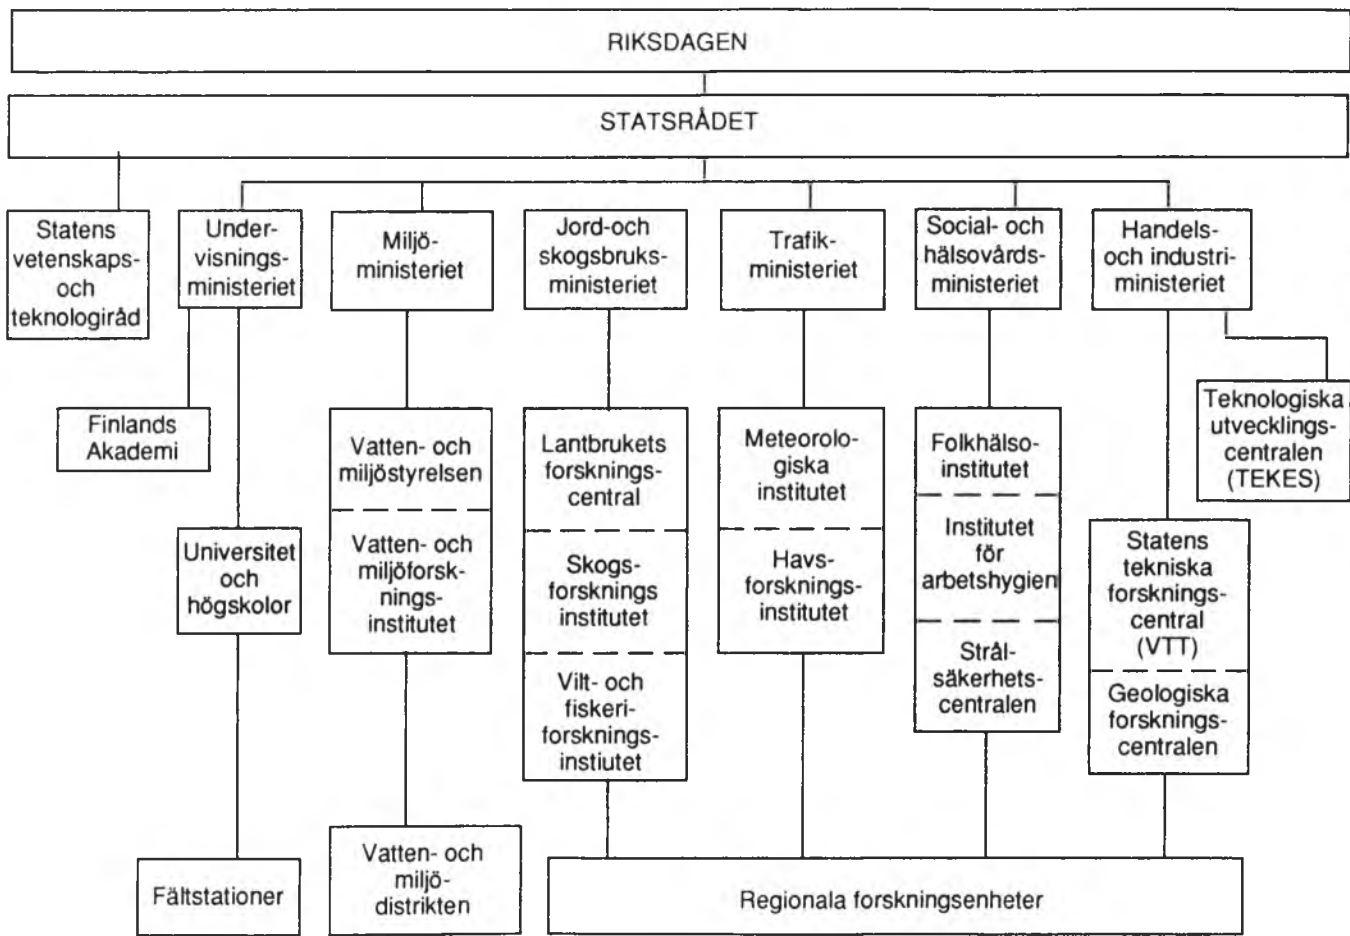 RIKSDAGEN
STATSRÅDET
Statens
vetenskaps-
och
teknologiråd
Under-
visnings-
ministeriet
Miljö-
ministeriet
Jord-och
skogsbruks-
ministeriet
Trafik-
ministeriet
Social- och
hälsovårds-
ministeriet
Handels-
och industri-
ministeriet
Finlands
Akademi
Teknologiska
utvecklings-
centralen
(TEKES)
Universitet
och
högskolor
Vatten- och
miljöstyrelsen
Vatten- och
miljöforsk-
nings-
institutet
Lantbrukets
forsknings-
central
Skogs-
forsknings
institutet
Vilt- och
fiskeri-
forsknings-
instiutet
Meteorolo-
giska
institutet
Havs-
forsknings-
institutet
Folkhälso-
institutet
Institutet
för
arbetshygien
Strål-
säkerhets-
centralen
Statens
tekniska
forsknings-
central
(VTT)
Geologiska
forsknings-
centralen
Fältstationer
Vatten- och
miljö-
distrikten
Regionala forskningsenheter